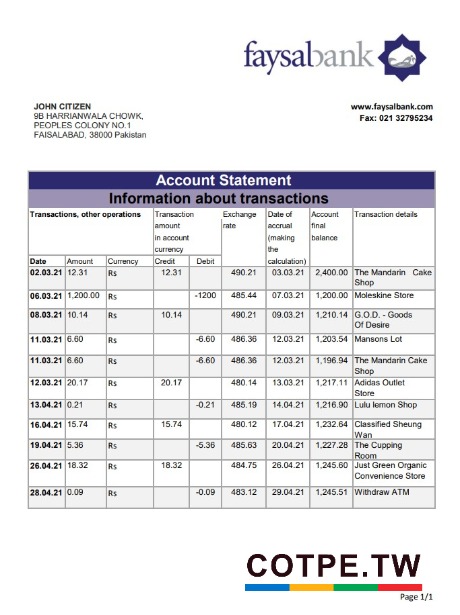 faysalbank
JOHN CITIZEN
9B HARRIANWALA CHOWK,
PEOPLES COLONY NO.1
FAISALABAD, 38000 Pakistan
www.faysalbank.com
Fax: 021 32795234
Account Statement
Information about transactions
Transactions, other operations Transaction amount in account currency Exchange rate Date of accrual (making the calculation) Account final balance Transaction details
Date Amount Currency Credit Debit
02.03.21 12.31 Rs 12.31 490.21 03.03.21 2,400.00 The Mandarin Cake
Shop
06.03.21 1,200.00 Rs -1200 485.44 07.03.21 1,200.00 Moleskine Store
08.03.21 10.14 Rs 10.14 490.21 09.03.21 1,210.14 G.O.D. - Goods
Of Desire
11.03.21 6.60 Rs -6.60 486.36 12.03.21 1,203.54 Mansons Lot
11.03.21 6.60 Rs -6.60 486.36 12.03.21 1,196.94 The Mandarin Cake
Shop
12.03.21 20.17 Rs 20.17 480.14 13.03.21 1,217.11 Adidas Outlet
Store
13.04.21 0.21 Rs -0.21 485.19 14.04.21 1,216.90 Lulu lemon Shop
16.04.21 15.74 Rs 15.74 480.12 17.04.21 1,232.64 Classified Sheung
Wan
19.04.21 5.36 Rs -5.36 485.63 20.04.21 1,227.28 The Cupping
Room
26.04.21 18.32 Rs 18.32 484.75 26.04.21 1,245.60 Just Green Organic
Convenience Store
28.04.21 0.09 Rs -0.09 483.12 29.04.21 1,245.51 Withdraw ATM
COTPE.TW
Page 1/1